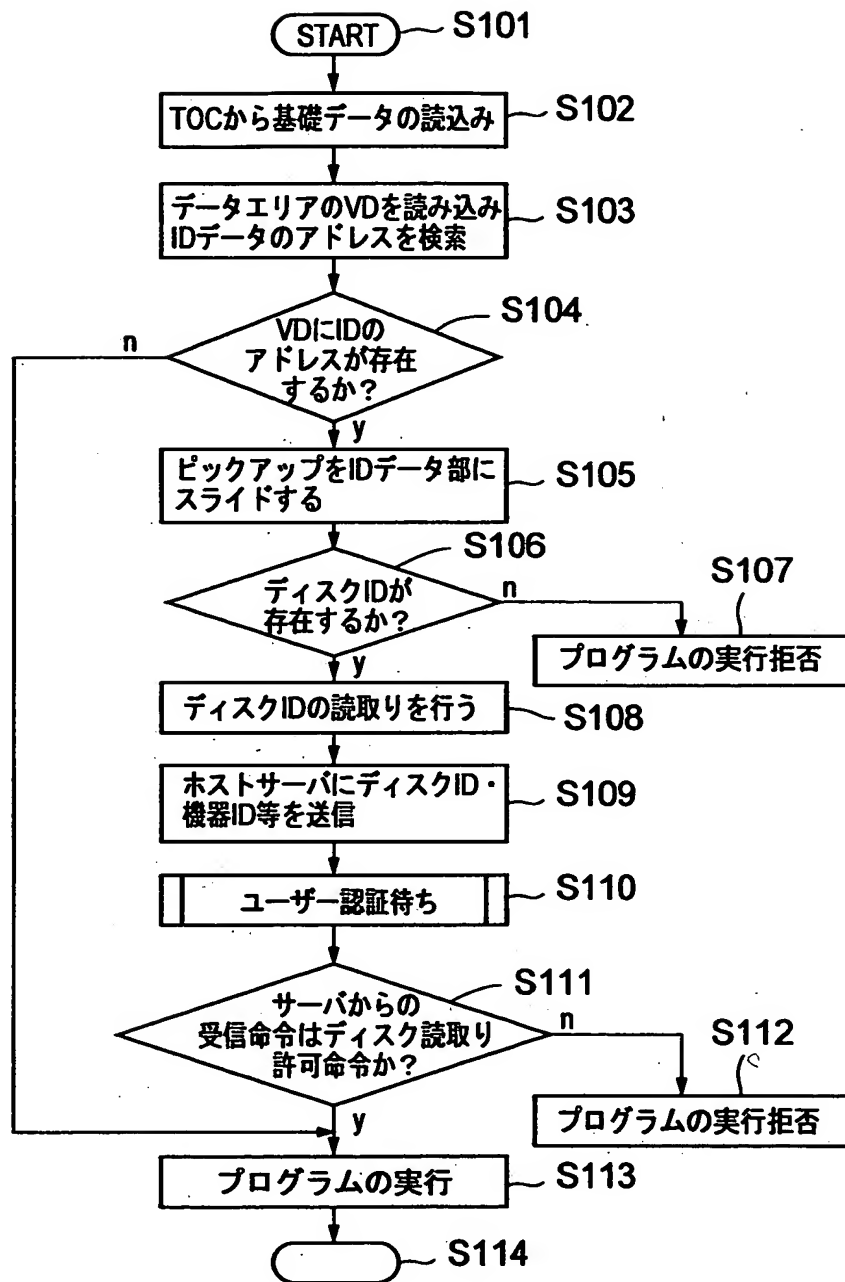 START
S101
TOCから基礎データの読込み
S102
データエリアのVDを読み込み
IDデータのアドレスを検索
S103
S104
VDにIDの
アドレスが存在
するか?
n
y
ピックアップをIDデータ部に
スライドする
S105
S106
ディスクIDが
存在するか?
n
y
S107
プログラムの実行拒否
ディスクIDの読取りを行う
S108
ホストサーバにディスクID・
機器ID等を送信
S109
ユーザー認証待ち
S110
S111
サーバからの
受信命令はディスク読取り
許可命令か?
n
y
S112
プログラムの実行拒否
プログラムの実行
S113
S114